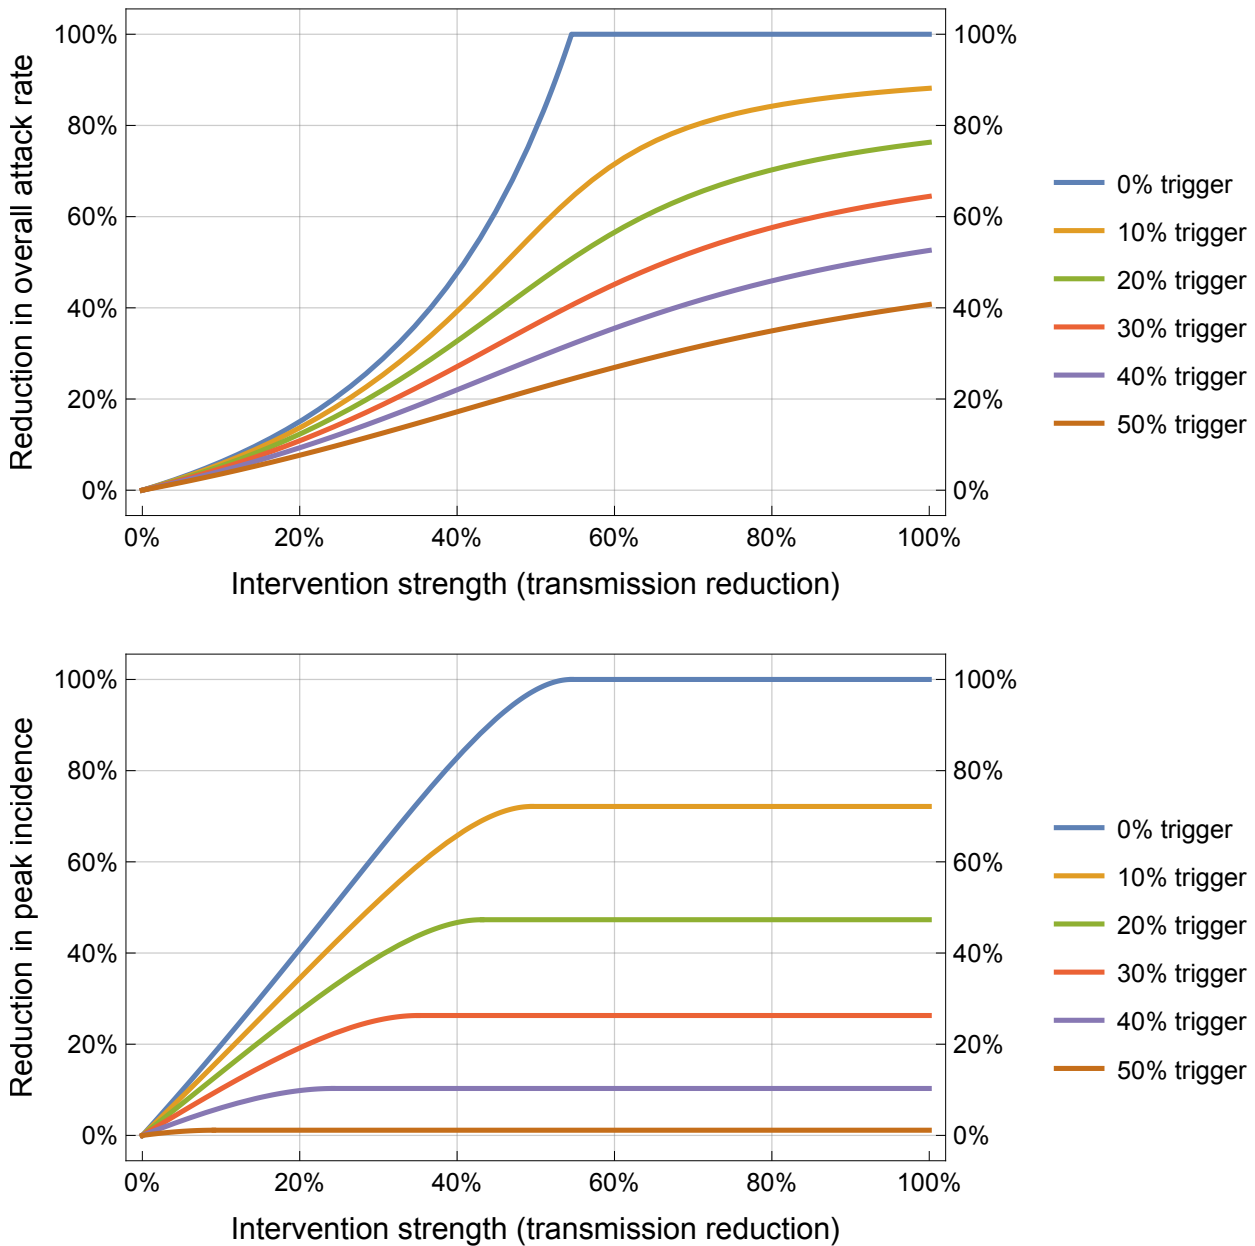 Reduction in overall attack rate
100%
80%
60%
40%
20%
0%
100%
80%
60%
40%
20%
0%
0%
20%
40%
60%
80%
100%
Intervention strength (transmission reduction)
0% trigger
10% trigger
20% trigger
30% trigger
40% trigger
50% trigger
Reduction in peak incidence
100%
80%
60%
40%
20%
0%
100%
80%
60%
40%
20%
0%
0%
20%
40%
60%
80%
100%
Intervention strength (transmission reduction)
0% trigger
10% trigger
20% trigger
30% trigger
40% trigger
50% trigger